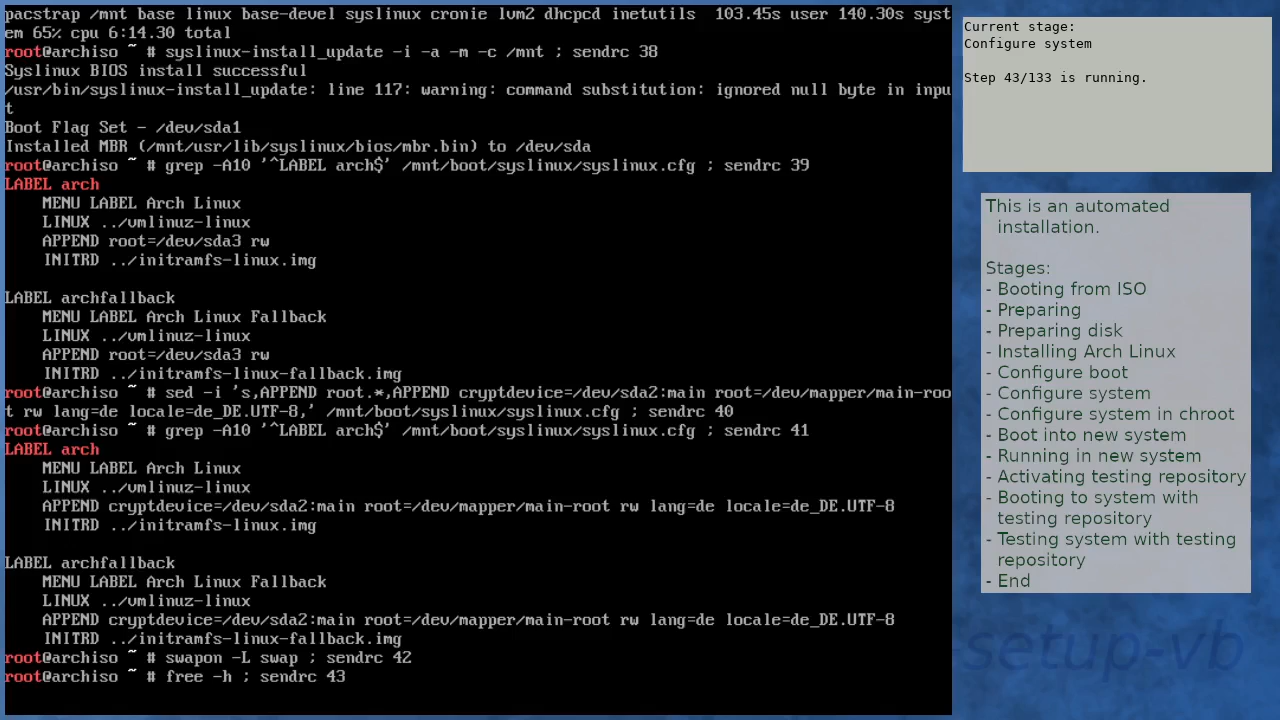 pacstrap /mnt base linux base-devel syslinux cronie lvm2 dhcpcd inetutils  103.45s user 140.30s syst
em 65% cpu 6:14.30 total
root@archiso ~ # syslinux-install_update -i -a -m -c /mnt ; sendrc 38
Syslinux BIOS install successful
/usr/bin/syslinux-install_update: line 117: warning: command substitution: ignored null byte in inpu
t
Boot Flag Set - /dev/sda1
Installed MBR (/mnt/usr/lib/syslinux/bios/mbr.bin) to /dev/sda
root@archiso ~ # grep -A10 '^LABEL arch$' /mnt/boot/syslinux/syslinux.cfg ; sendrc 39
LABEL arch
    MENU LABEL Arch Linux
    LINUX ../vmlinuz-linux
    APPEND root=/dev/sda3 rw
    INITRD ../initramfs-linux.img

LABEL archfallback
    MENU LABEL Arch Linux Fallback
    LINUX ../vmlinuz-linux
    APPEND root=/dev/sda3 rw
    INITRD ../initramfs-linux-fallback.img
root@archiso ~ # sed -i 's,APPEND root.*,APPEND cryptdevice=/dev/sda2:main root=/dev/mapper/main-roo
t rw lang=de locale=de_DE.UTF-8,' /mnt/boot/syslinux/syslinux.cfg ; sendrc 40
root@archiso ~ # grep -A10 '^LABEL arch$' /mnt/boot/syslinux/syslinux.cfg ; sendrc 41
LABEL arch
    MENU LABEL Arch Linux
    LINUX ../vmlinuz-linux
    APPEND cryptdevice=/dev/sda2:main root=/dev/mapper/main-root rw lang=de locale=de_DE.UTF-8
    INITRD ../initramfs-linux.img

LABEL archfallback
    MENU LABEL Arch Linux Fallback
    LINUX ../vmlinuz-linux
    APPEND cryptdevice=/dev/sda2:main root=/dev/mapper/main-root rw lang=de locale=de_DE.UTF-8
    INITRD ../initramfs-linux-fallback.img
root@archiso ~ # swapon -L swap ; sendrc 42
root@archiso ~ # free -h ; sendrc 43
Current stage:
Configure system

Step 43/133 is running.
This is an automated
installation.

Stages:
- Booting from ISO
- Preparing
- Preparing disk
- Installing Arch Linux
- Configure boot
- Configure system
- Configure system in chroot
- Boot into new system
- Running in new system
- Activating testing repository
- Booting to system with
testing repository
- Testing system with testing
repository
- End
-setup-vb